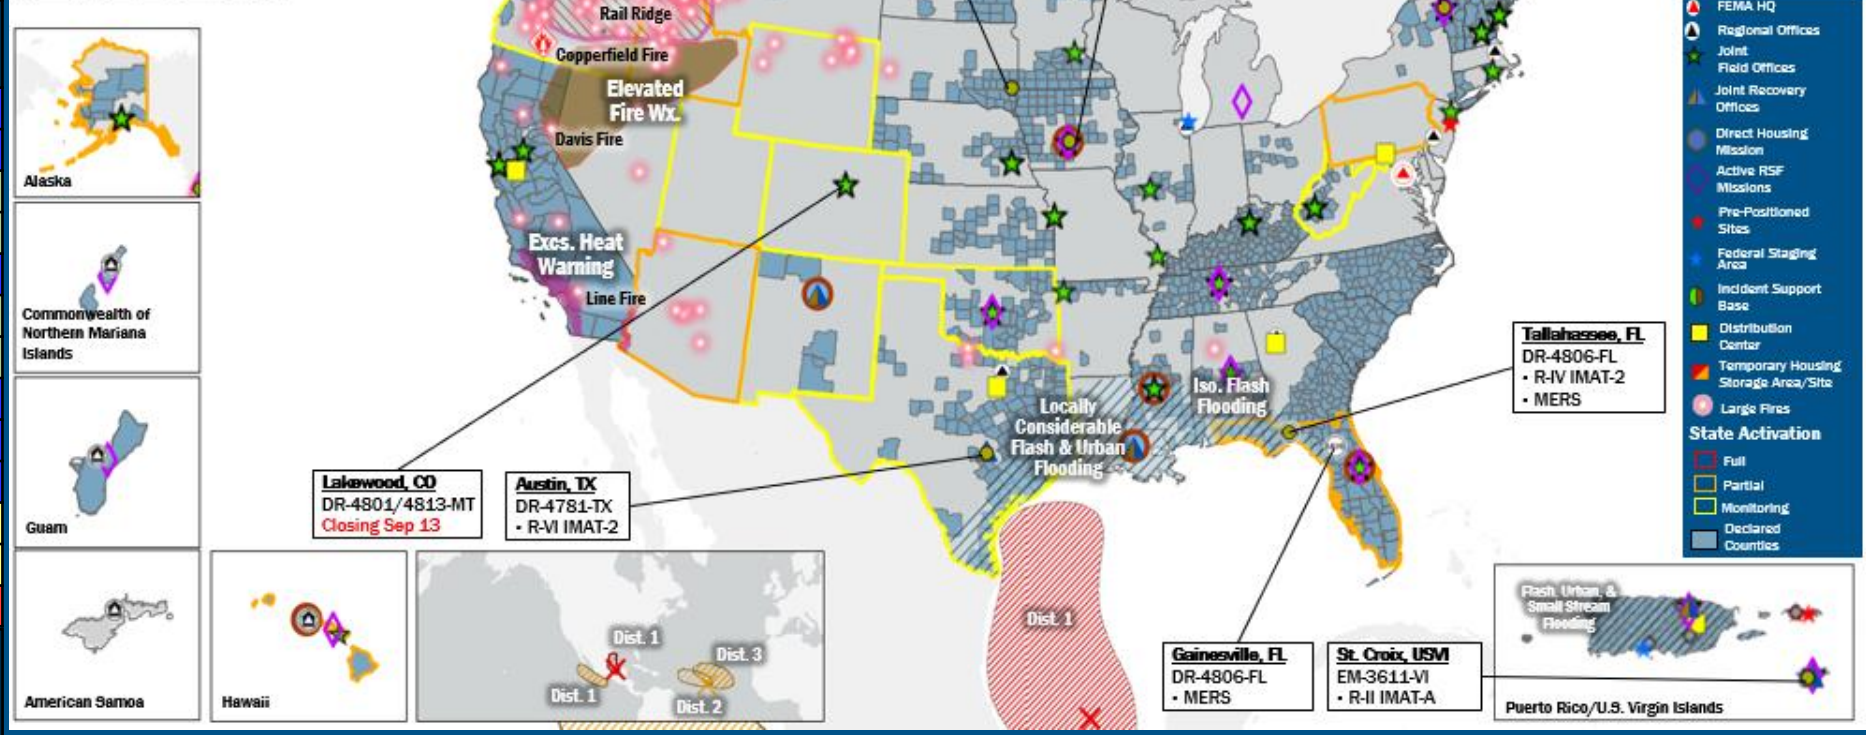 Rail Ridge
Copperfield Fire
Elevated
Fire Wx.
Davis Fire
Excs. Heat
Warning
Line Fire
Iso. Flash
Flooding
Locally
Considerable
Flash & Urban
Flooding
Tallahassee, FL
DR-4806-FL
• R-IV IMAT-2
• MERS
Lakewood, CO
DR-4801/4813-MT
Closing Sep 13
Austin, TX
DR-4781-TX
• R-VI IMAT-2
Dist. 1
Gainesville, FL
DR-4806-FL
• MERS
St. Croix, USVI
EM-3611-VI
• R-II IMAT-A
Alaska
Commonwealth of
Northern Mariana
Islands
Guam
American Samoa
Hawaii
Dist. 1
Dist. 3
Dist. 1
Dist. 2
Flash, Urban, &
Small Stream
Flooding
Puerto Rico/U.S. Virgin Islands
FEMA HQ
Regional Offices
Joint
Field Offices
Joint Recovery
Offices
Direct Housing
Mission
Active RSF
Missions
Pre-Positioned
Sites
Federal Staging
Area
Incident Support
Base
Distribution
Center
Temporary Housing
Storage Area/Site
Large Fires
State Activation
Full
Partial
Monitoring
Declared
Counties